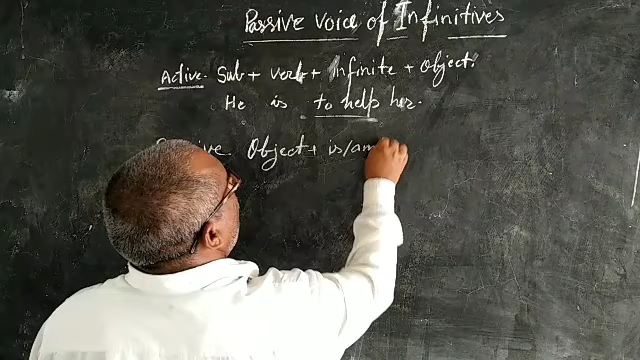 Passive voice of Infinitives
Active. Sub + verb + Infinite + Object.
He is to help her.
Object + is/am